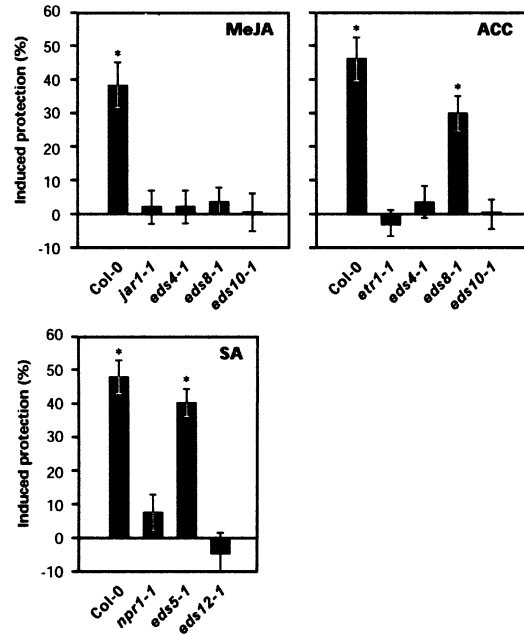 MeJA
Induced protection (%)
60
50
40
30
20
10
0
-10
*
Col-0
jar1-1
eds4-1
eds8-1
eds10-1
ACC
*
*
Col-0
etr1-1
eds4-1
eds8-1
eds10-1
SA
Induced protection (%)
60
50
40
30
20
10
0
-10
*
*
Col-0
npr1-1
eds5-1
eds12-1